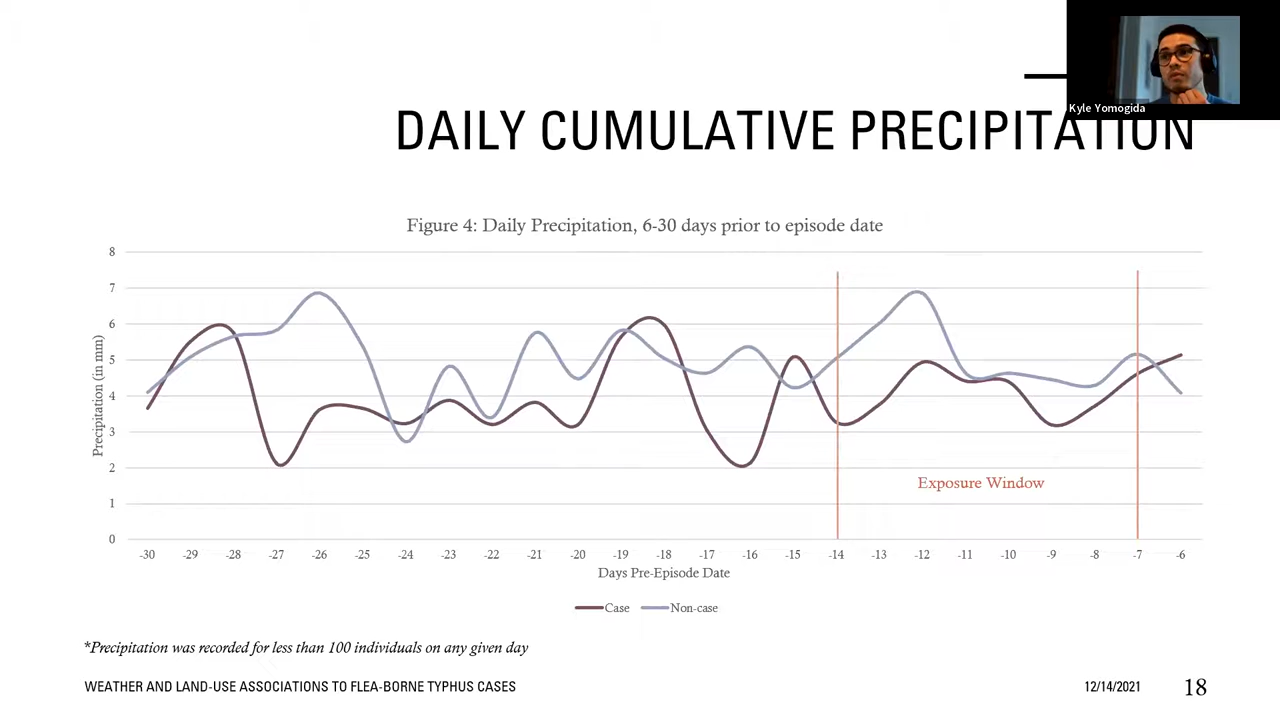 Kyle Yomogida
DAILY CUMULATIVE PRECIPITATION
Figure 4: Daily Precipitation, 6-30 days prior to episode date
8
7
6
5
4
3
2
1
0
Precipitation (in mm)
Exposure Window
-30 -29 -28 -27 -26 -25 -24 -23 -22 -21 -20 -19 -18 -17 -16 -15 -14 -13 -12 -11 -10 -9 -8 -7 -6
Days Pre-Episode Date
Case Non-case
*Precipitation was recorded for less than 100 individuals on any given day
WEATHER AND LAND-USE ASSOCIATIONS TO FLEA-BORNE TYPHUS CASES 12/14/2021 18